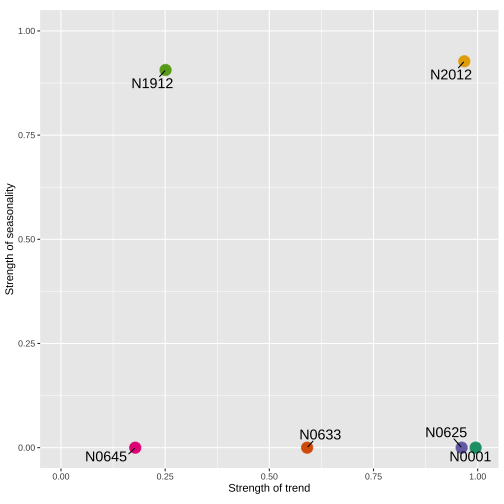 1.00
0.75
0.50
0.25
0.00
Strength of seasonality
N1912
N2012
N0633
N0625
N0645
N0001
0.00
0.25
0.50
0.75
1.00
Strength of trend